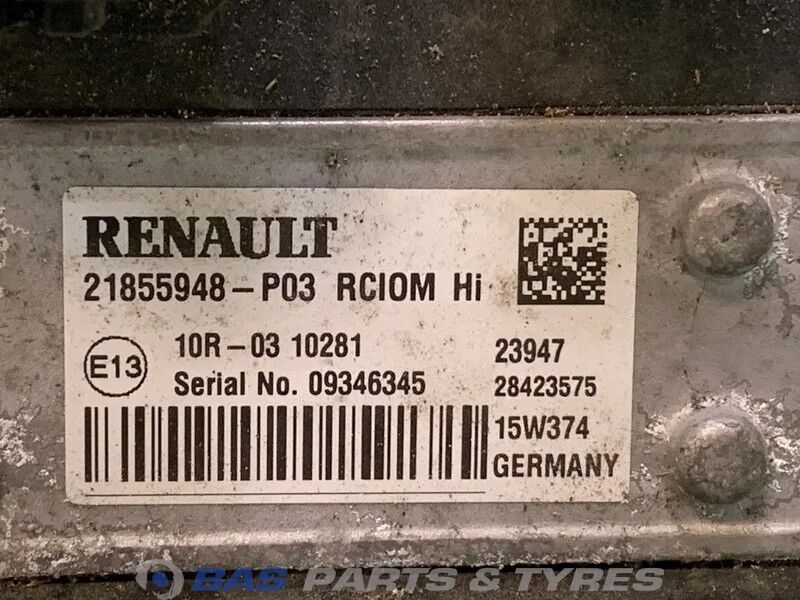 RENAULT
21855948-P03 RCIOM Hi
E13
10R-03 10281
23947
Serial No. 09346345
28423575
15W374
GERMANY
BAS PARTS & TYRES